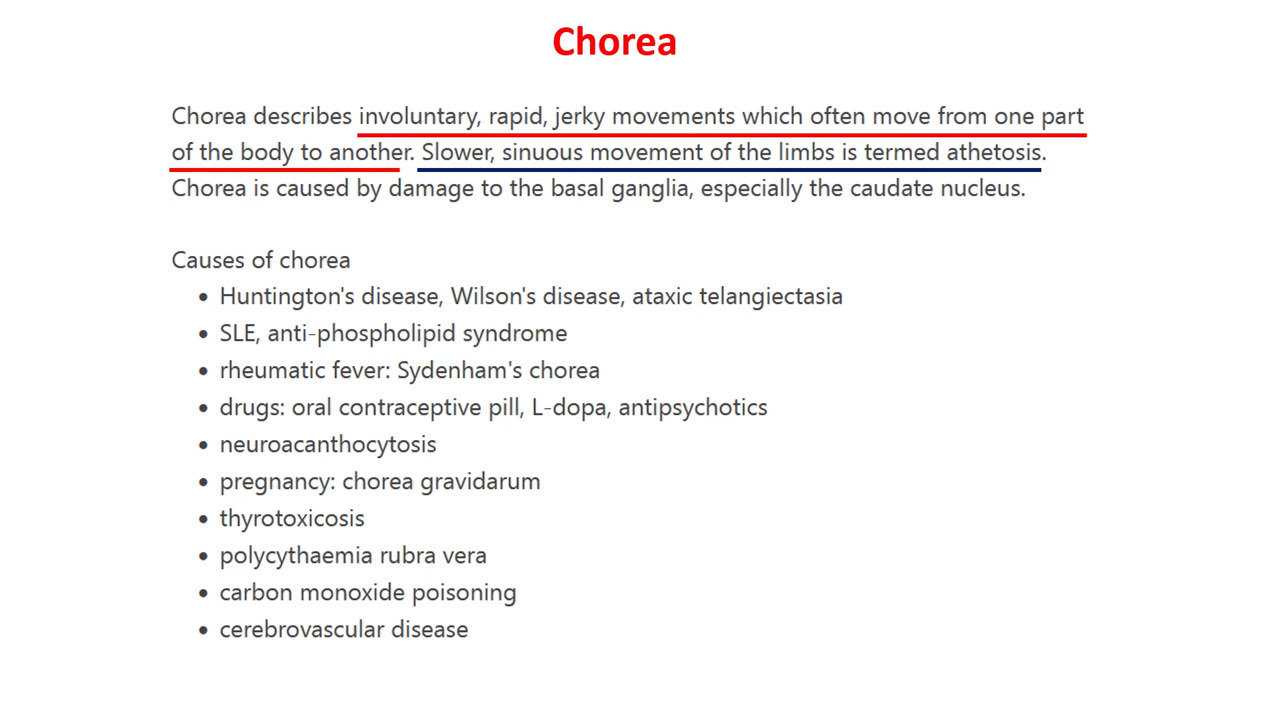 Chorea
Chorea describes involuntary, rapid, jerky movements which often move from one part
of the body to another. Slower, sinuous movement of the limbs is termed athetosis.
Chorea is caused by damage to the basal ganglia, especially the caudate nucleus.
Causes of chorea
• Huntington's disease, Wilson's disease, ataxic telangiectasia
• SLE, anti-phospholipid syndrome
• rheumatic fever: Sydenham's chorea
• drugs: oral contraceptive pill, L-dopa, antipsychotics
• neuroacanthocytosis
• pregnancy: chorea gravidarum
• thyrotoxicosis
• polycythaemia rubra vera
• carbon monoxide poisoning
• cerebrovascular disease